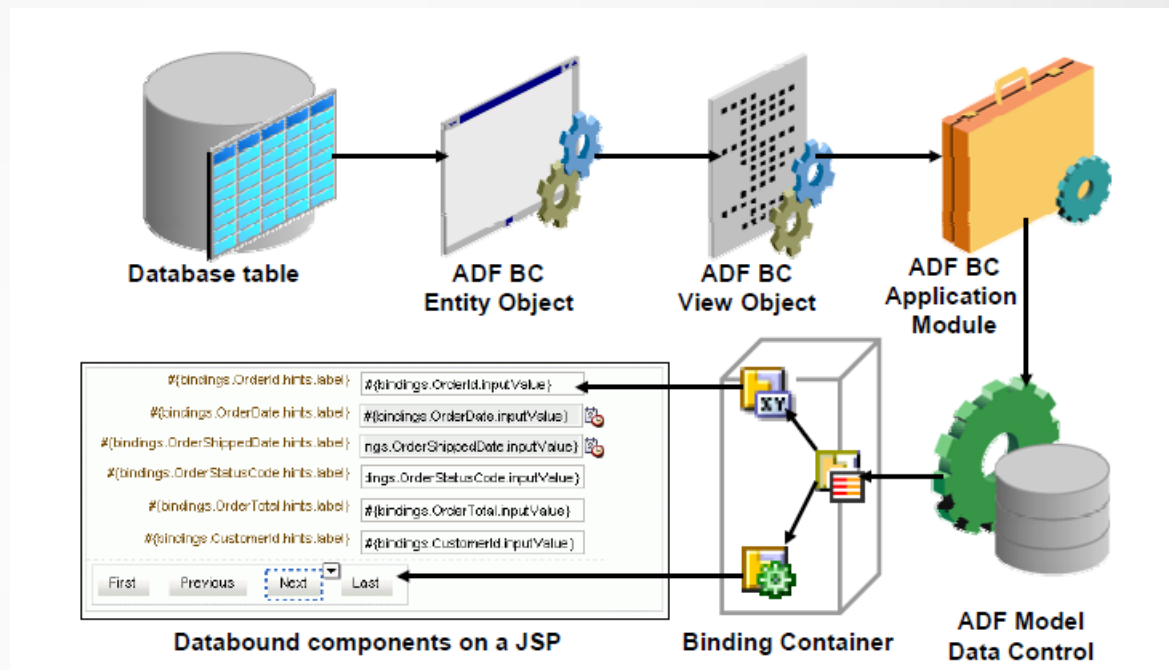 Database table
ADF BC
Entity Object
ADF BC
View Object
ADF BC
Application
Module
#{bindings.OrderId.hints.label}
#{bindings.OrderId.inputValue}
#{bindings.OrderDate.hints.label}
#{bindings.OrderDate.inputValue}
#{bindings.OrderShippedDate.hints.label}
ngs.OrderShippedDate.inputValue}
#{bindings.OrderStatusCode.hints.label}
dings.OrderStatusCode.inputValue}
#{bindings.OrderTotal.hints.label}
#{bindings.OrderTotal.inputValue}
#{bindings.CustomerId.hints.label}
#{bindings.CustomerId.inputValue}
First Previous Next Last
XY
Databound components on a JSP
Binding Container
ADF Model
Data Control